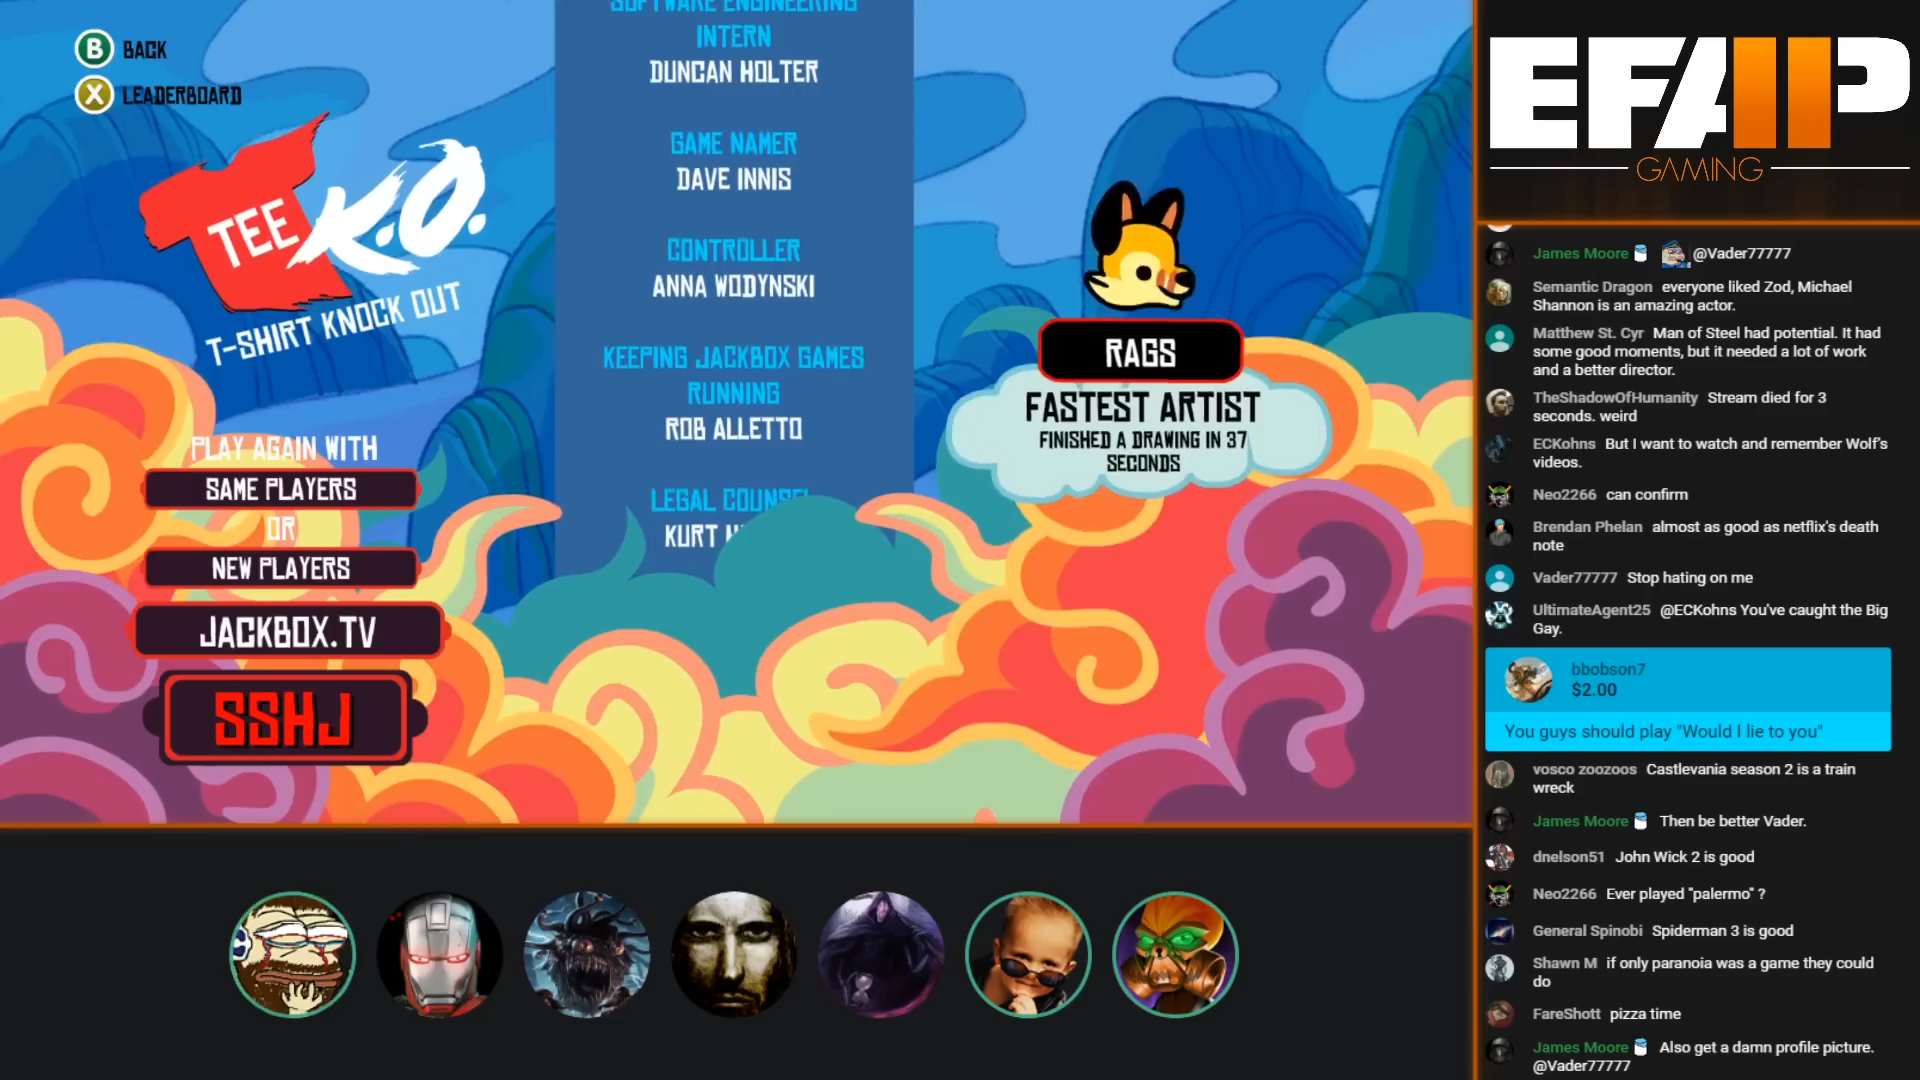 B BACK
X LEADERBOARD
TEE K.O.
T-SHIRT KNOCK OUT
PLAY AGAIN WITH
SAME PLAYERS
OR
NEW PLAYERS
JACKBOX.TV
SSHJ
SOFTWARE ENGINEERING
INTERN
DUNCAN HOLTER
GAME NAMER
DAVE INNIS
CONTROLLER
ANNA WODYNSKI
KEEPING JACKBOX GAMES
RUNNING
ROB ALLETTO
LEGAL COUNSEL
KURT
RAGS
FASTEST ARTIST
FINISHED A DRAWING IN 37
SECONDS
EFAP
GAMING
James Moore @Vader77777
Semantic Dragon everyone liked Zod, Michael
Shannon is an amazing actor.
Matthew St. Cyr Man of Steel had potential. It had
some good moments, but it needed a lot of work
and a better director.
TheShadowOfHumanity Stream died for 3
seconds. weird
ECKohns But I want to watch and remember Wolf's
videos.
Neo2266 can confirm
Brendan Phelan almost as good as netflix's death
note
Vader77777 Stop hating on me
UltimateAgent25 @ECKohns You've caught the Big
Gay.
bbobson7
$2.00
You guys should play "Would I lie to you"
vosco zoozoos Castlevania season 2 is a train
wreck
James Moore Then be better Vader.
dnelson51 John Wick 2 is good
Neo2266 Ever played "palermo" ?
General Spinobi Spiderman 3 is good
Shawn M if only paranoia was a game they could
do
FareShott pizza time
James Moore Also get a damn profile picture.
@Vader77777